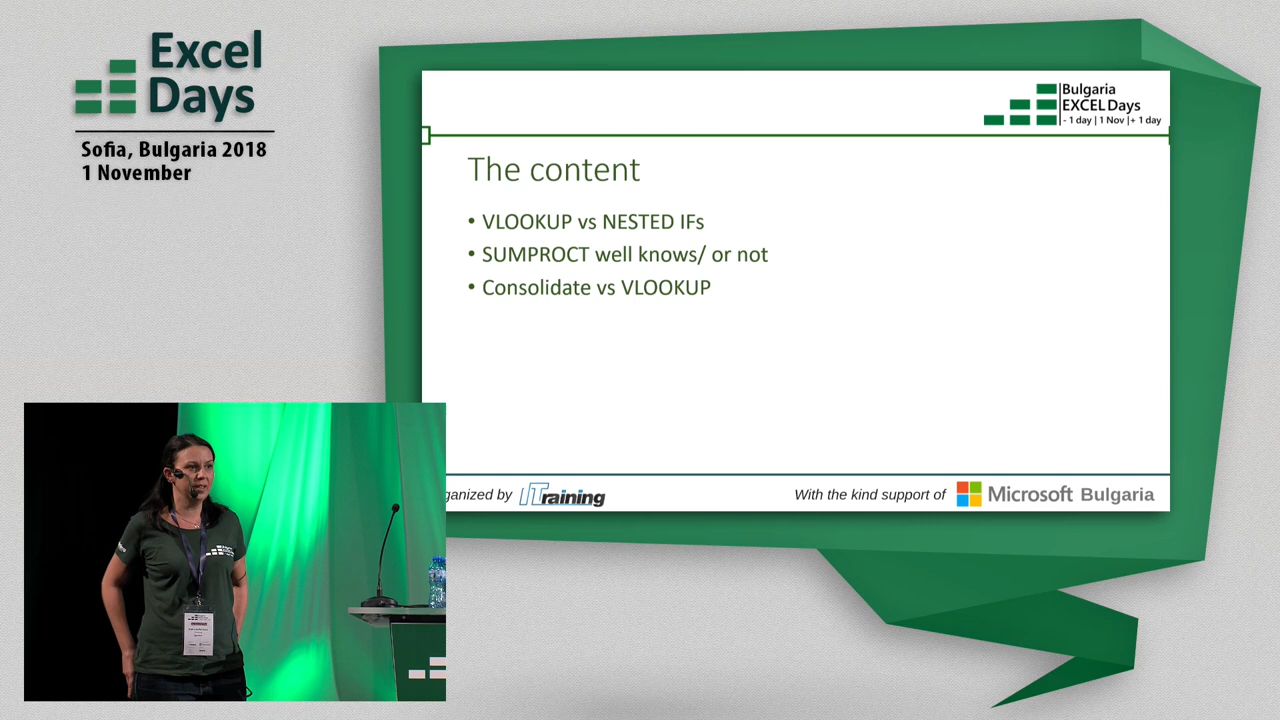 Excel
Days
Sofia, Bulgaria 2018
1 November
Bulgaria
EXCEL Days
- 1 day | 1 Nov |+ 1 day
The content
• VLOOKUP vs NESTED IFs
• SUMPROCT well knows/ or not
• Consolidate vs VLOOKUP
ganized by ITraining
With the kind support of Microsoft Bulgaria